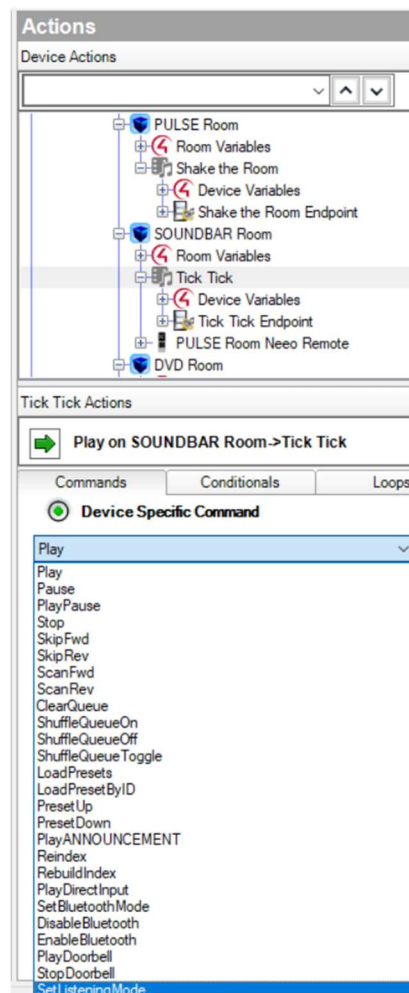 Actions
Device Actions
PULSE Room
Room Variables
Shake the Room
Device Variables
Shake the Room Endpoint
SOUNDBAR Room
Room Variables
Tick Tick
Device Variables
Tick Tick Endpoint
PULSE Room Neeo Remote
DVD Room
Tick Tick Actions
Play on SOUNDBAR Room->Tick Tick
Commands Conditionals Loops
Device Specific Command
Play
Play
Pause
PlayPause
Stop
SkipFwd
SkipRev
ScanFwd
ScanRev
ClearQueue
ShuffleQueueOn
ShuffleQueueOff
ShuffleQueueToggle
LoadPresets
LoadPresetByID
PresetUp
PresetDown
PlayANNOUNCEMENT
Reindex
RebuildIndex
PlayDirectInput
SetBluetoothMode
DisableBluetooth
EnableBluetooth
PlayDoorbell
StopDoorbell
SetListeningMode